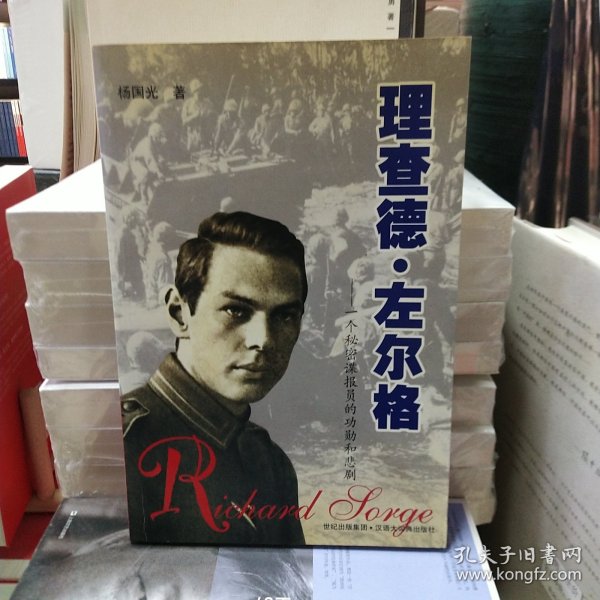 勇著
杨国光 著
理查德·左尔格
——一个秘密谍报员的功勋和悲剧
Richard Sorge
世纪出版集团·汉语大词典出版社
孔夫子旧书网
www.kongfz.com